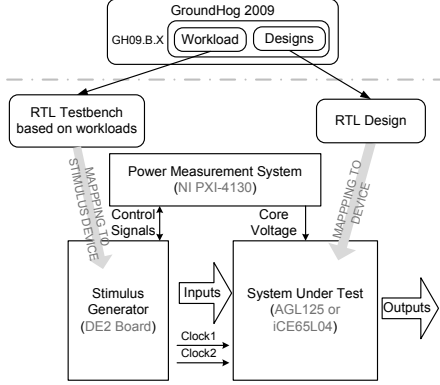 GroundHog 2009
GH09.B.X
Workload
Designs
RTL Testbench
based on workloads
RTL Design
MAPPPING TO
STIMULUS DEVICE
MAPPPING TO
DEVICE
Power Measurement System
(NI PXI-4130)
Control
Signals
Core
Voltage
Stimulus
Generator
(DE2 Board)
Inputs
Clock1
Clock2
System Under Test
(AGL125 or
iCE65L04)
Outputs